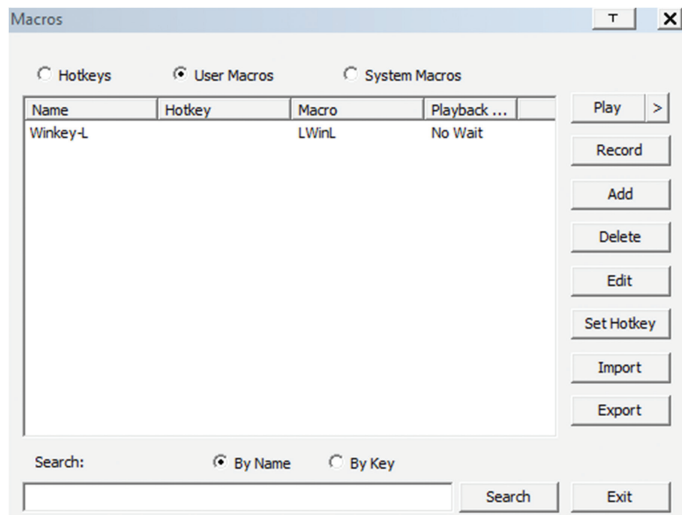 Macros T X
Hotkeys User Macros System Macros
Name Hotkey Macro Playback ... Play >
Winkey-L LWinL No Wait
Record
Add
Delete
Edit
Set Hotkey
Import
Export
Search: By Name By Key
Search Exit